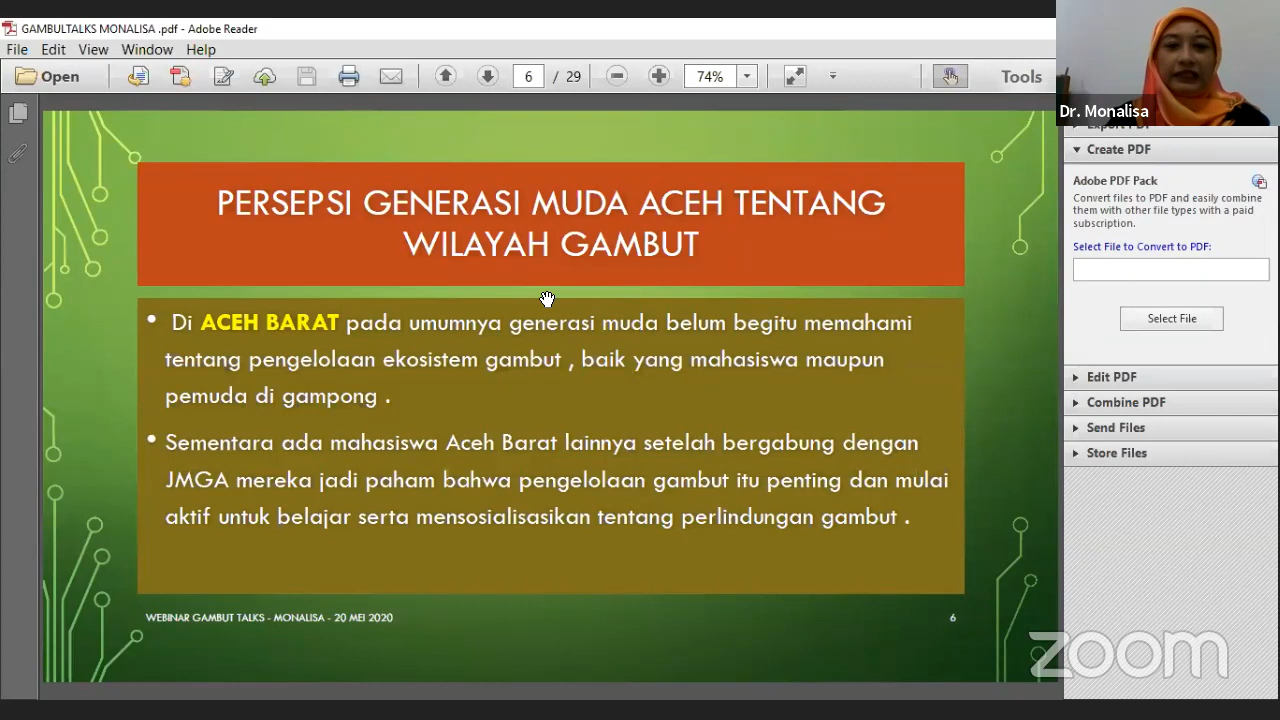 GAMBULTALKS MONALISA .pdf - Adobe Reader
File Edit View Window Help
Open 6 / 29 74% Tools
Dr. Monalisa
Export PDF
Create PDF
Adobe PDF Pack
Convert files to PDF and easily combine
them with other file types with a paid
subscription.
Select File to Convert to PDF:
Select File
Edit PDF
Combine PDF
Send Files
Store Files
PERSEPSI GENERASI MUDA ACEH TENTANG
WILAYAH GAMBUT
• Di ACEH BARAT pada umumnya generasi muda belum begitu memahami
tentang pengelolaan ekosistem gambut , baik yang mahasiswa maupun
pemuda di gampong .
• Sementara ada mahasiswa Aceh Barat lainnya setelah bergabung dengan
JMGA mereka jadi paham bahwa pengelolaan gambut itu penting dan mulai
aktif untuk belajar serta mensosialisasikan tentang perlindungan gambut .
WEBINAR GAMBUT TALKS - MONALISA - 20 MEI 2020
6
zoom